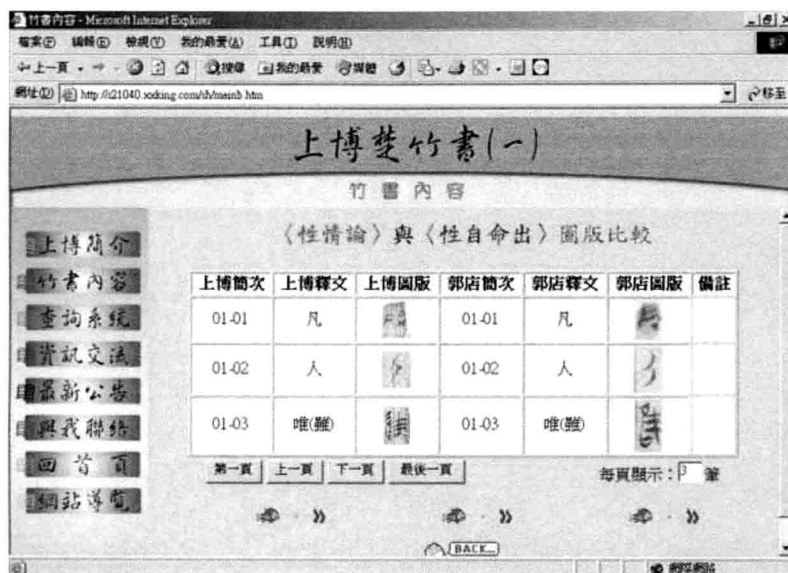 竹書內容 - Microsoft Internet Explorer
檔案(F) 編輯(E) 檢視(V) 我的最愛(A) 工具(T) 說明(H)
上一頁 搜尋 我的最愛 媒體
網址(D) http://c21040.xxking.com/sh/mainb.htm 移至
上博楚竹書(一)
竹書內容
〈性情論〉與〈性自命出〉圖版比較
上博簡介
竹書內容
查詢系統
資訊交流
最新公告
與我聯絡
回首頁
網站導覽
上博簡次 上博釋文 上博圖版 郭店簡次 郭店釋文 郭店圖版 備註
01-01 凡 01-01 凡
01-02 人 01-02 人
01-03 唯(雖) 01-03 唯(雖)
第一頁 上一頁 下一頁 最後一頁 每頁顯示：3 筆
BACK...